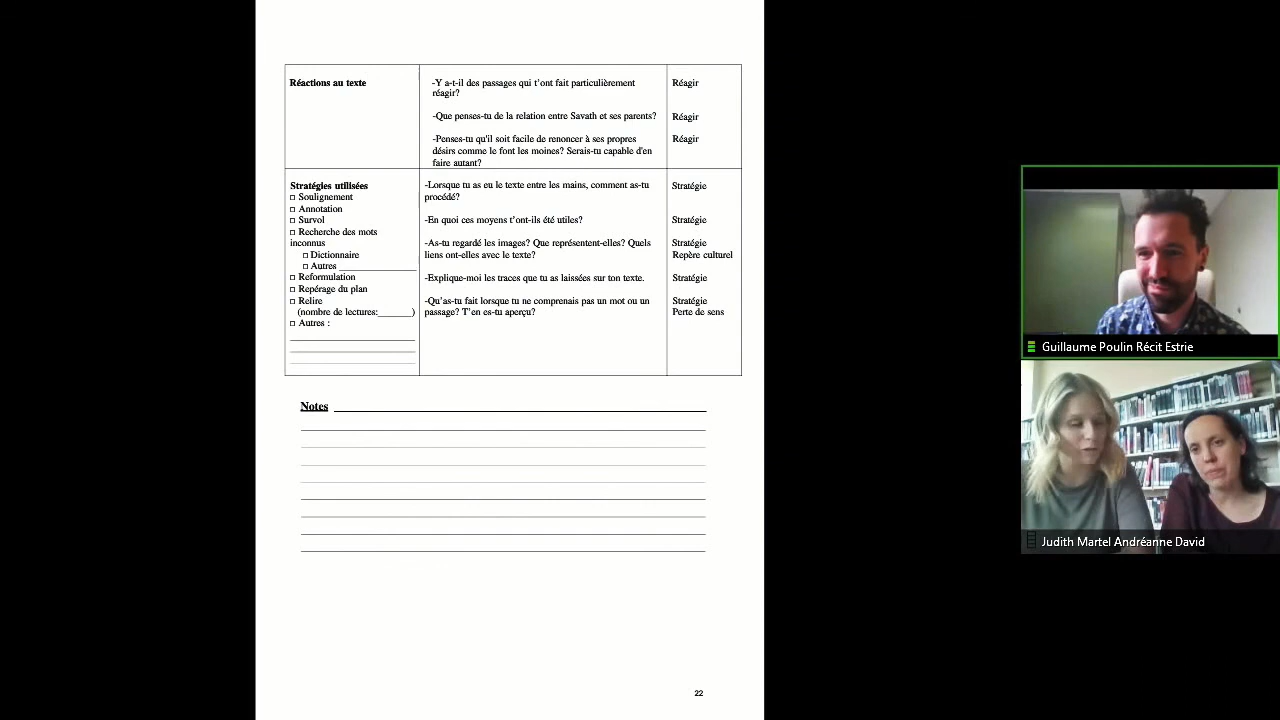 Réactions au texte
-Y a-t-il des passages qui t'ont fait particulièrement
réagir?
Réagir
-Que penses-tu de la relation entre Savath et ses parents?
Réagir
-Penses-tu qu'il soit facile de renoncer à ses propres
désirs comme le font les moines? Serais-tu capable d'en
faire autant?
Réagir
Stratégies utilisées
□ Soulignement
□ Annotation
□ Survol
□ Recherche des mots
inconnus
□ Dictionnaire
□ Autres ________________
□ Reformulation
□ Repérage du plan
□ Relire
(nombre de lectures:_______)
□ Autres :
-Lorsque tu as eu le texte entre les mains, comment as-tu
procédé?
Stratégie
-En quoi ces moyens t'ont-ils été utiles?
Stratégie
-As-tu regardé les images? Que représentent-elles? Quels
liens ont-elles avec le texte?
Stratégie
Repère culturel
-Explique-moi les traces que tu as laissées sur ton texte.
Stratégie
-Qu'as-tu fait lorsque tu ne comprenais pas un mot ou un
passage? T'en es-tu aperçu?
Stratégie
Perte de sens
Notes
22
Guillaume Poulin Récit Estrie
Judith Martel Andréanne David